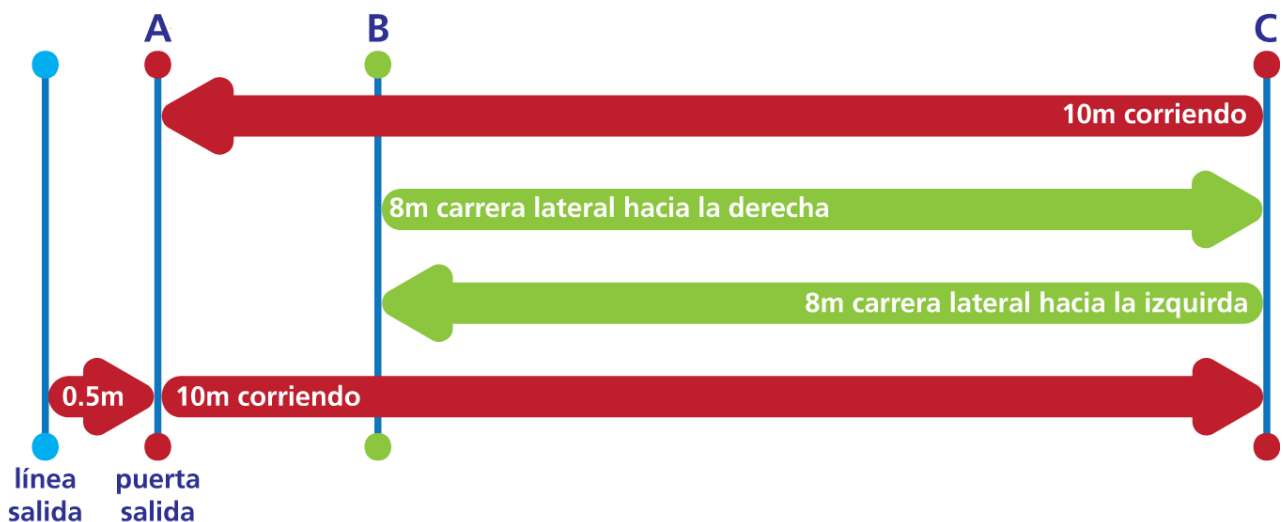 A
B
C
10m corriendo
8m carrera lateral hacia la derecha
8m carrera lateral hacia la izquirda
0.5m
10m corriendo
línea
salida
puerta
salida